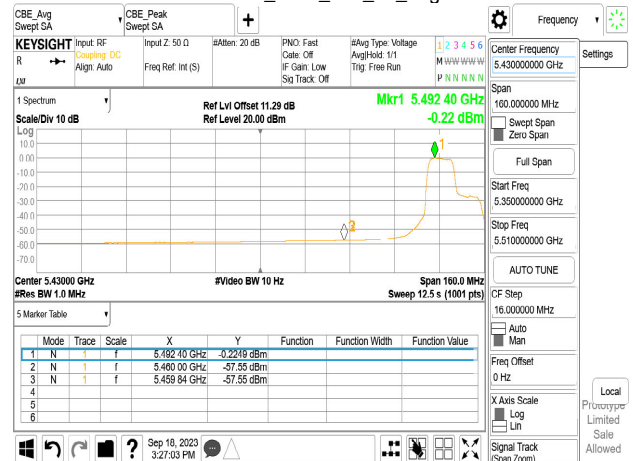 CBE_Avg
Swept SA
CBE_Peak
Swept SA
Frequency
KEYSIGHT
R
LXI
Input: RF
Coupling: DC
Align: Auto
Input Z: 50 Ω
Freq Ref: Int (S)
#Atten: 20 dB
PNO: Fast
Gate: Off
IF Gain: Low
Sig Track: Off
#Avg Type: Voltage
Avg|Hold: 1/1
Trig: Free Run
1 2 3 4 5 6
M W W W W W
P N N N N N
Center Frequency
5.430000000 GHz
Settings
Span
160.000000 MHz
Swept Span
Zero Span
Full Span
Start Freq
5.350000000 GHz
Stop Freq
5.510000000 GHz
AUTO TUNE
CF Step
16.000000 MHz
Auto
Man
Freq Offset
0 Hz
X Axis Scale
Log
Lin
Local
Prototype
Limited
Sale
Allowed
Signal Track
(Span Zoom)
1 Spectrum
Scale/Div 10 dB
Ref Lvl Offset 11.29 dB
Ref Level 20.00 dBm
Mkr1 5.492 40 GHz
-0.22 dBm
Log
10.0
0.00
-10.0
-20.0
-30.0
-40.0
-50.0
-60.0
-70.0
1
3
Center 5.43000 GHz
#Res BW 1.0 MHz
#Video BW 10 Hz
Span 160.0 MHz
Sweep 12.5 s (1001 pts)
5 Marker Table
Mode Trace Scale X Y Function Function Width Function Value
1 N 1 f 5.492 40 GHz -0.2249 dBm
2 N 1 f 5.460 00 GHz -57.55 dBm
3 N 1 f 5.459 84 GHz -57.55 dBm
4
5
6
?
Sep 18, 2023
3:27:03 PM